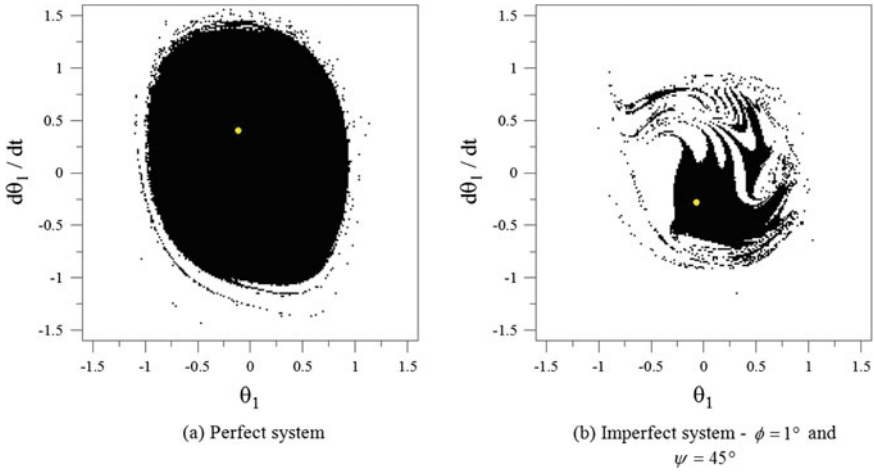 1.5
1
0.5
0
-0.5
-1
-1.5
dθ₁ / dt
-1.5 -1 -0.5 0 0.5 1 1.5
θ₁
(a) Perfect system
1.5
1
0.5
0
-0.5
-1
-1.5
dθ₁ / dt
-1.5 -1 -0.5 0 0.5 1 1.5
θ₁
(b) Imperfect system - ϕ = 1° and
ψ = 45°